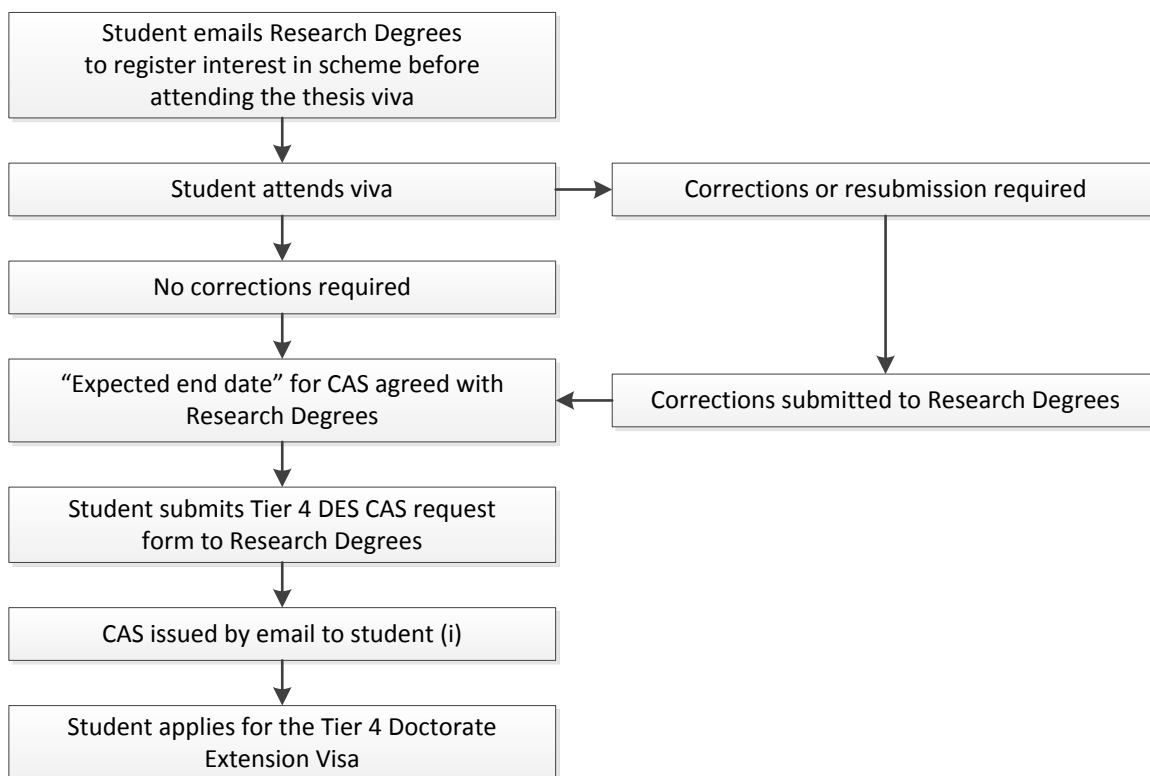 Student emails Research Degrees
to register interest in scheme before
attending the thesis viva
Student attends viva
Corrections or resubmission required
No corrections required
“Expected end date” for CAS agreed with
Research Degrees
Corrections submitted to Research Degrees
Student submits Tier 4 DES CAS request
form to Research Degrees
CAS issued by email to student (i)
Student applies for the Tier 4 Doctorate
Extension Visa